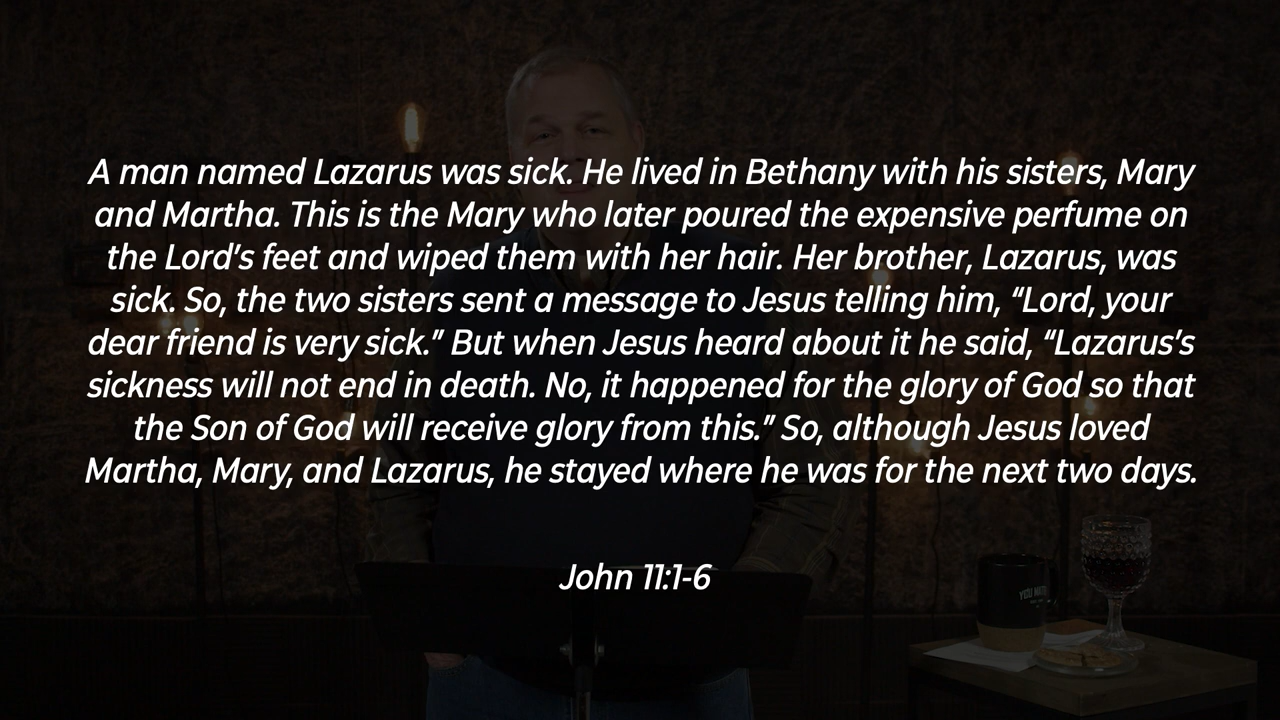 A man named Lazarus was sick. He lived in Bethany with his sisters, Mary
and Martha. This is the Mary who later poured the expensive perfume on
the Lord's feet and wiped them with her hair. Her brother, Lazarus, was
sick. So, the two sisters sent a message to Jesus telling him, “Lord, your
dear friend is very sick.” But when Jesus heard about it he said, “Lazarus's
sickness will not end in death. No, it happened for the glory of God so that
the Son of God will receive glory from this.” So, although Jesus loved
Martha, Mary, and Lazarus, he stayed where he was for the next two days.
John 11:1-6
YOU